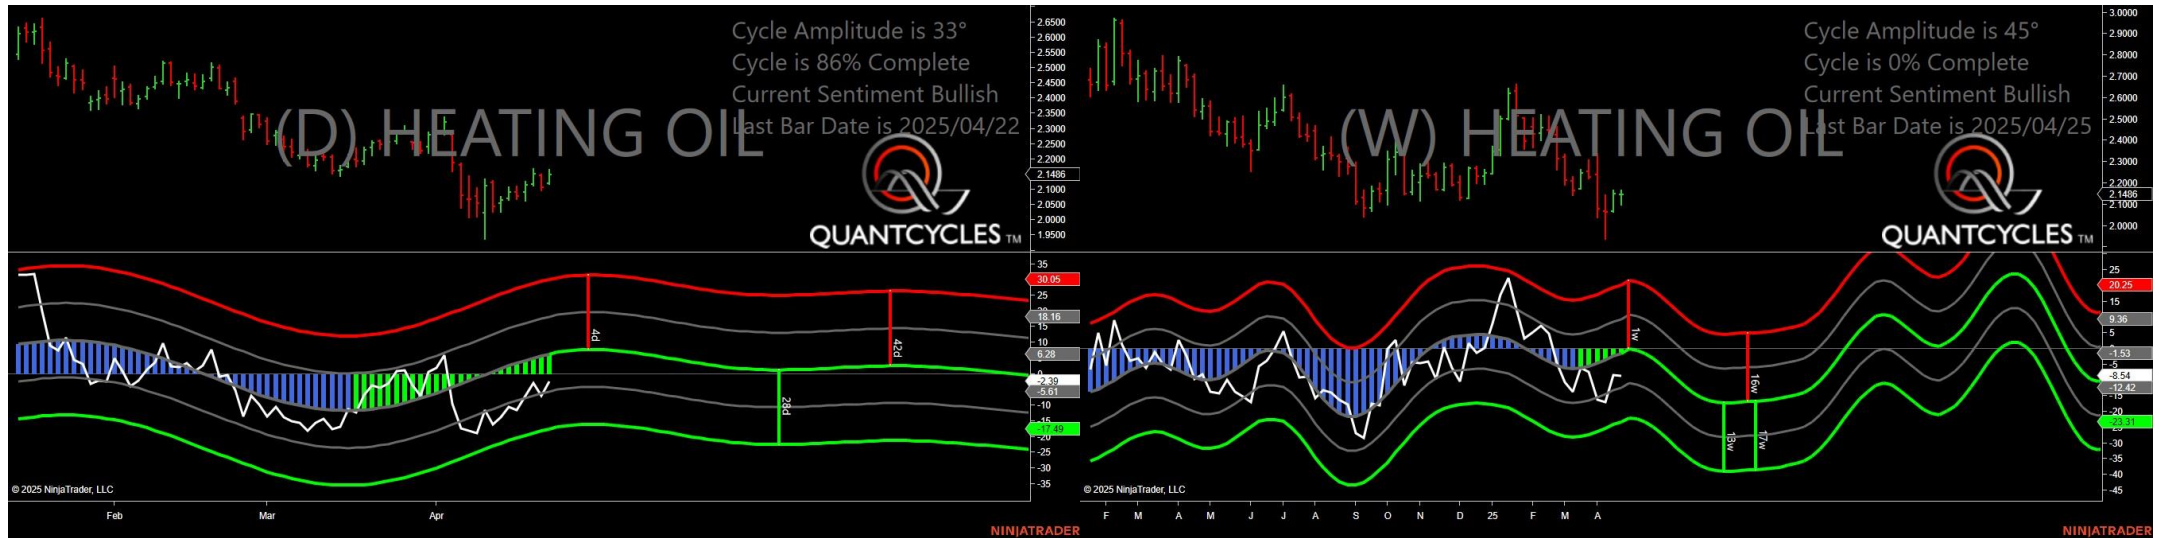 Cycle Amplitude is 33°
Cycle is 86% Complete
Current Sentiment Bullish
Last Bar Date is 2025/04/22
(D) HEATING OIL
QUANTCYCLES TM
2.6500
2.6000
2.5500
2.5000
2.4500
2.4000
2.3500
2.3000
2.2500
2.2000
2.1486
2.1000
2.0500
2.0000
1.9500
35
30.05
25
18.16
15
10
6.28
0
-2.39
-5.61
-10
-17.49
-20
-25
-30
-35
4d
28d
42d
© 2025 NinjaTrader, LLC
Feb
Mar
Apr
NINJATRADER
Cycle Amplitude is 45°
Cycle is 0% Complete
Current Sentiment Bullish
Last Bar Date is 2025/04/25
(W) HEATING OIL
QUANTCYCLES TM
3.0000
2.9000
2.8000
2.7000
2.6000
2.5000
2.4000
2.3000
2.2000
2.1486
2.1000
2.0000
25
20.25
15
9.36
5
-1.53
-5
-8.54
-12.42
-15
-20
-23.31
-30
-35
-40
-45
1w
16w
13w
17w
© 2025 NinjaTrader, LLC
F
M
A
M
J
J
A
S
O
N
D
25
F
M
A
NINJATRADER